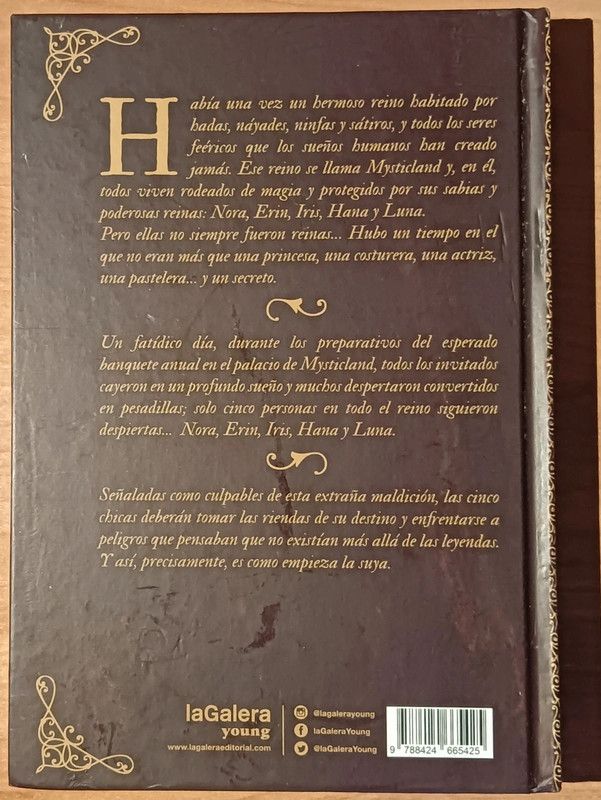 Había una vez un hermoso reino habitado por
hadas, náyades, ninfas y sátiros, y todos los seres
feéricos que los sueños humanos han creado
jamás. Ese reino se llama Mysticland y, en él,
todos viven rodeados de magia y protegidos por sus sabias y
poderosas reinas: Nora, Erin, Iris, Hana y Luna.
Pero ellas no siempre fueron reinas... Hubo un tiempo en el
que no eran más que una princesa, una costurera, una actriz,
una pastelera... y un secreto.
Un fatídico día, durante los preparativos del esperado
banquete anual en el palacio de Mysticland, todos los invitados
cayeron en un profundo sueño y muchos despertaron convertidos
en pesadillas; solo cinco personas en todo el reino siguieron
despiertas... Nora, Erin, Iris, Hana y Luna.
Señaladas como culpables de esta extraña maldición, las cinco
chicas deberán tomar las riendas de su destino y enfrentarse a
peligros que pensaban que no existían más allá de las leyendas.
Y así, precisamente, es como empieza la suya.
laGalera
young
www.lagaleraeditorial.com
@lagalerayoung
laGaleraYoung
@laGaleraYoung
9 788424 665425